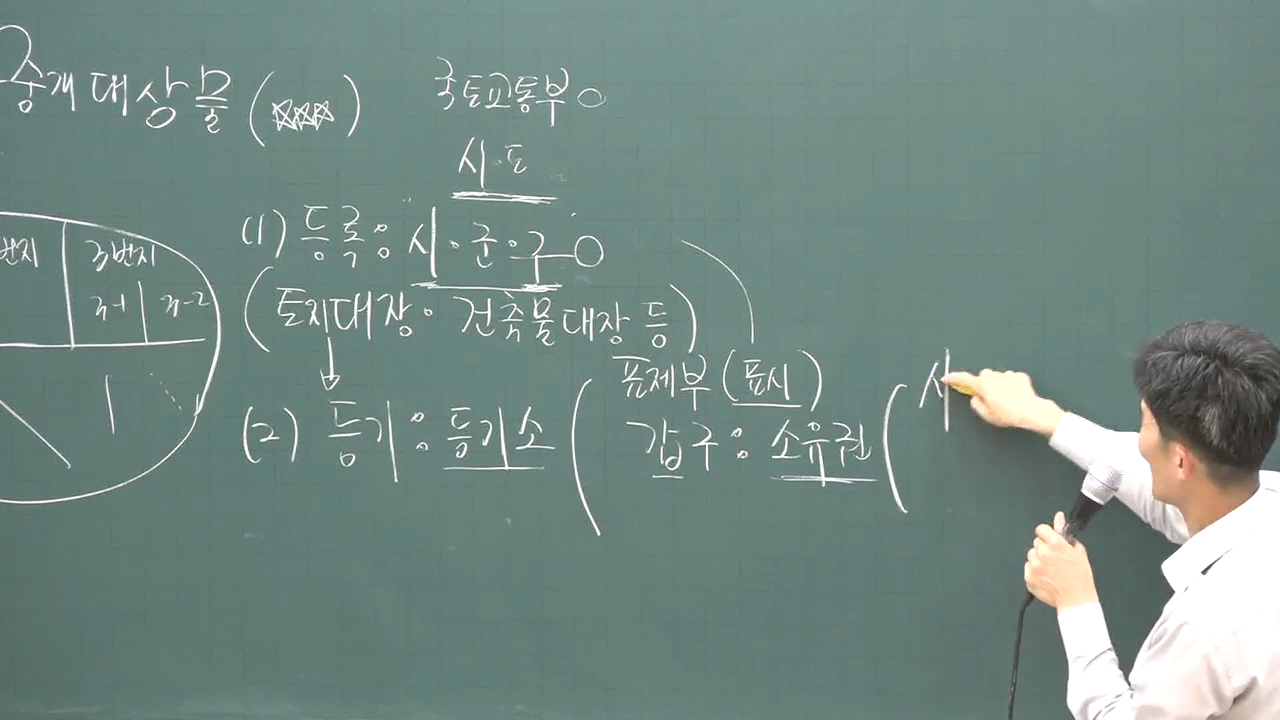 중개대상물 (☆☆☆)
국토교통부 ○
시·도
(1) 등록: 시·군·구 ○
(토지대장· 건축물대장 등)
번지
3번지
3-1
3-2
표제부 (표시)
(2) 등기: 등기소 ( 갑구: 소유권 ( 시